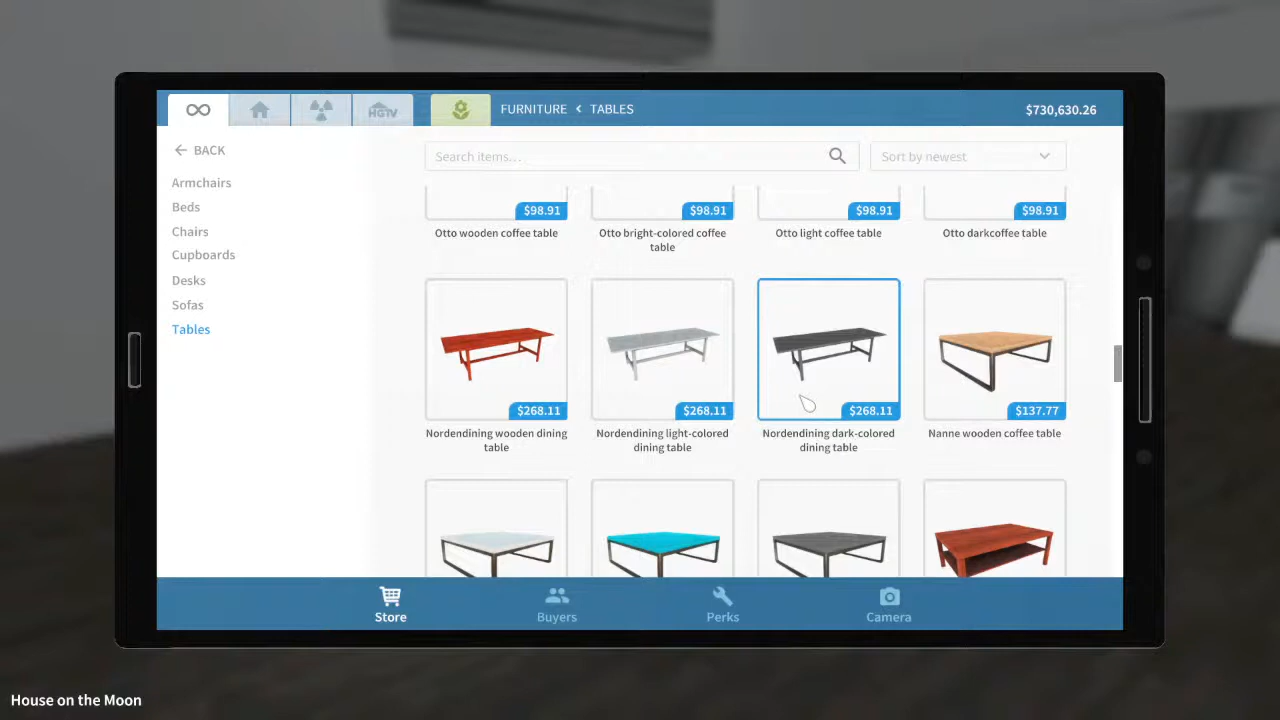 HGTV
FURNITURE < TABLES
$730,630.26
← BACK
Search items...
Sort by newest
Armchairs
Beds
Chairs
Cupboards
Desks
Sofas
Tables
$98.91
$98.91
$98.91
$98.91
Otto wooden coffee table
Otto bright-colored coffee
table
Otto light coffee table
Otto darkcoffee table
$268.11
$268.11
$268.11
$137.77
Nordendining wooden dining
table
Nordendining light-colored
dining table
Nordendining dark-colored
dining table
Nanne wooden coffee table
Store
Buyers
Perks
Camera
House on the Moon